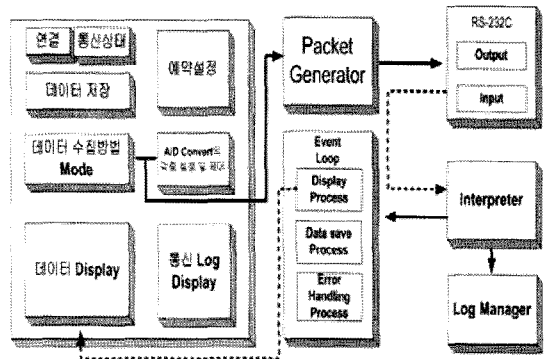 연결
통신상태
예약설정
데이터 저장
데이터 수집방법
Mode
A/D Convert의
데이터 Display
통신 Log
Display
Packet
Generator
RS-232C
Output
Input
Event
Loop
Display
Process
Data save
Process
Error
Handling
Process
Interpreter
Log Manager